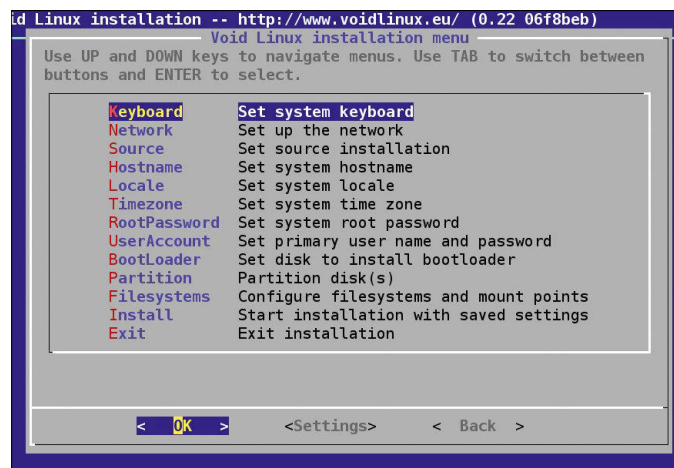 id Linux installation -- http://www.voidlinux.eu/ (0.22 06f8beb)
Void Linux installation menu
Use UP and DOWN keys to navigate menus. Use TAB to switch between
buttons and ENTER to select.
Keyboard Set system keyboard
Network Set up the network
Source Set source installation
Hostname Set system hostname
Locale Set system locale
Timezone Set system time zone
RootPassword Set system root password
UserAccount Set primary user name and password
BootLoader Set disk to install bootloader
Partition Partition disk(s)
Filesystems Configure filesystems and mount points
Install Start installation with saved settings
Exit Exit installation
< OK > <Settings> < Back >